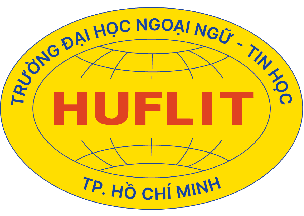 TRƯỜNG ĐẠI HỌC NGOẠI NGỮ - TIN HỌC
HUFLIT
TP. HỒ CHÍ MINH